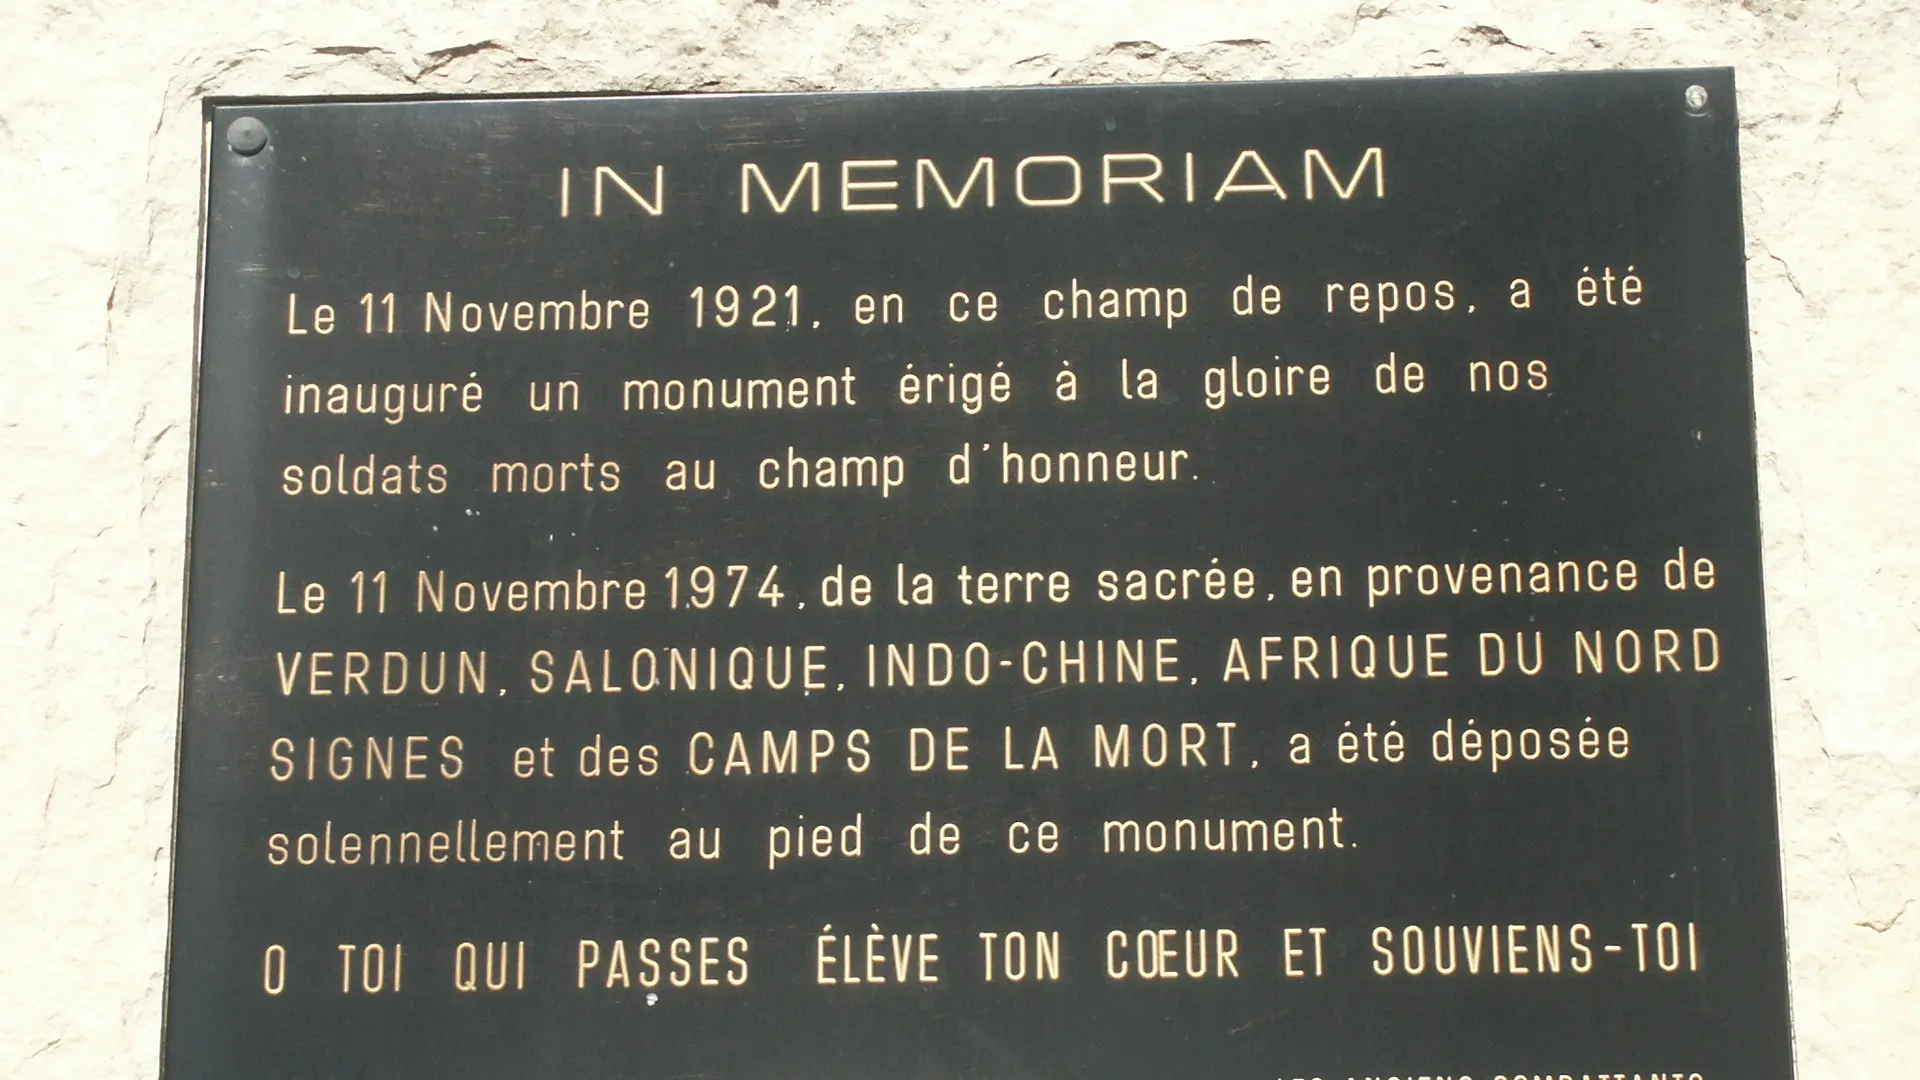 IN MEMORIAM
Le 11 Novembre 1921, en ce champ de repos, a été
inauguré un monument érigé à la gloire de nos
soldats morts au champ d'honneur.
Le 11 Novembre 1974, de la terre sacrée, en provenance de
VERDUN, SALONIQUE, INDO-CHINE, AFRIQUE DU NORD
SIGNES et des CAMPS DE LA MORT, a été déposée
solennellement au pied de ce monument.
O TOI QUI PASSES ÉLÈVE TON CŒUR ET SOUVIENS-TOI
LES ANCIENS COMBATTANTS